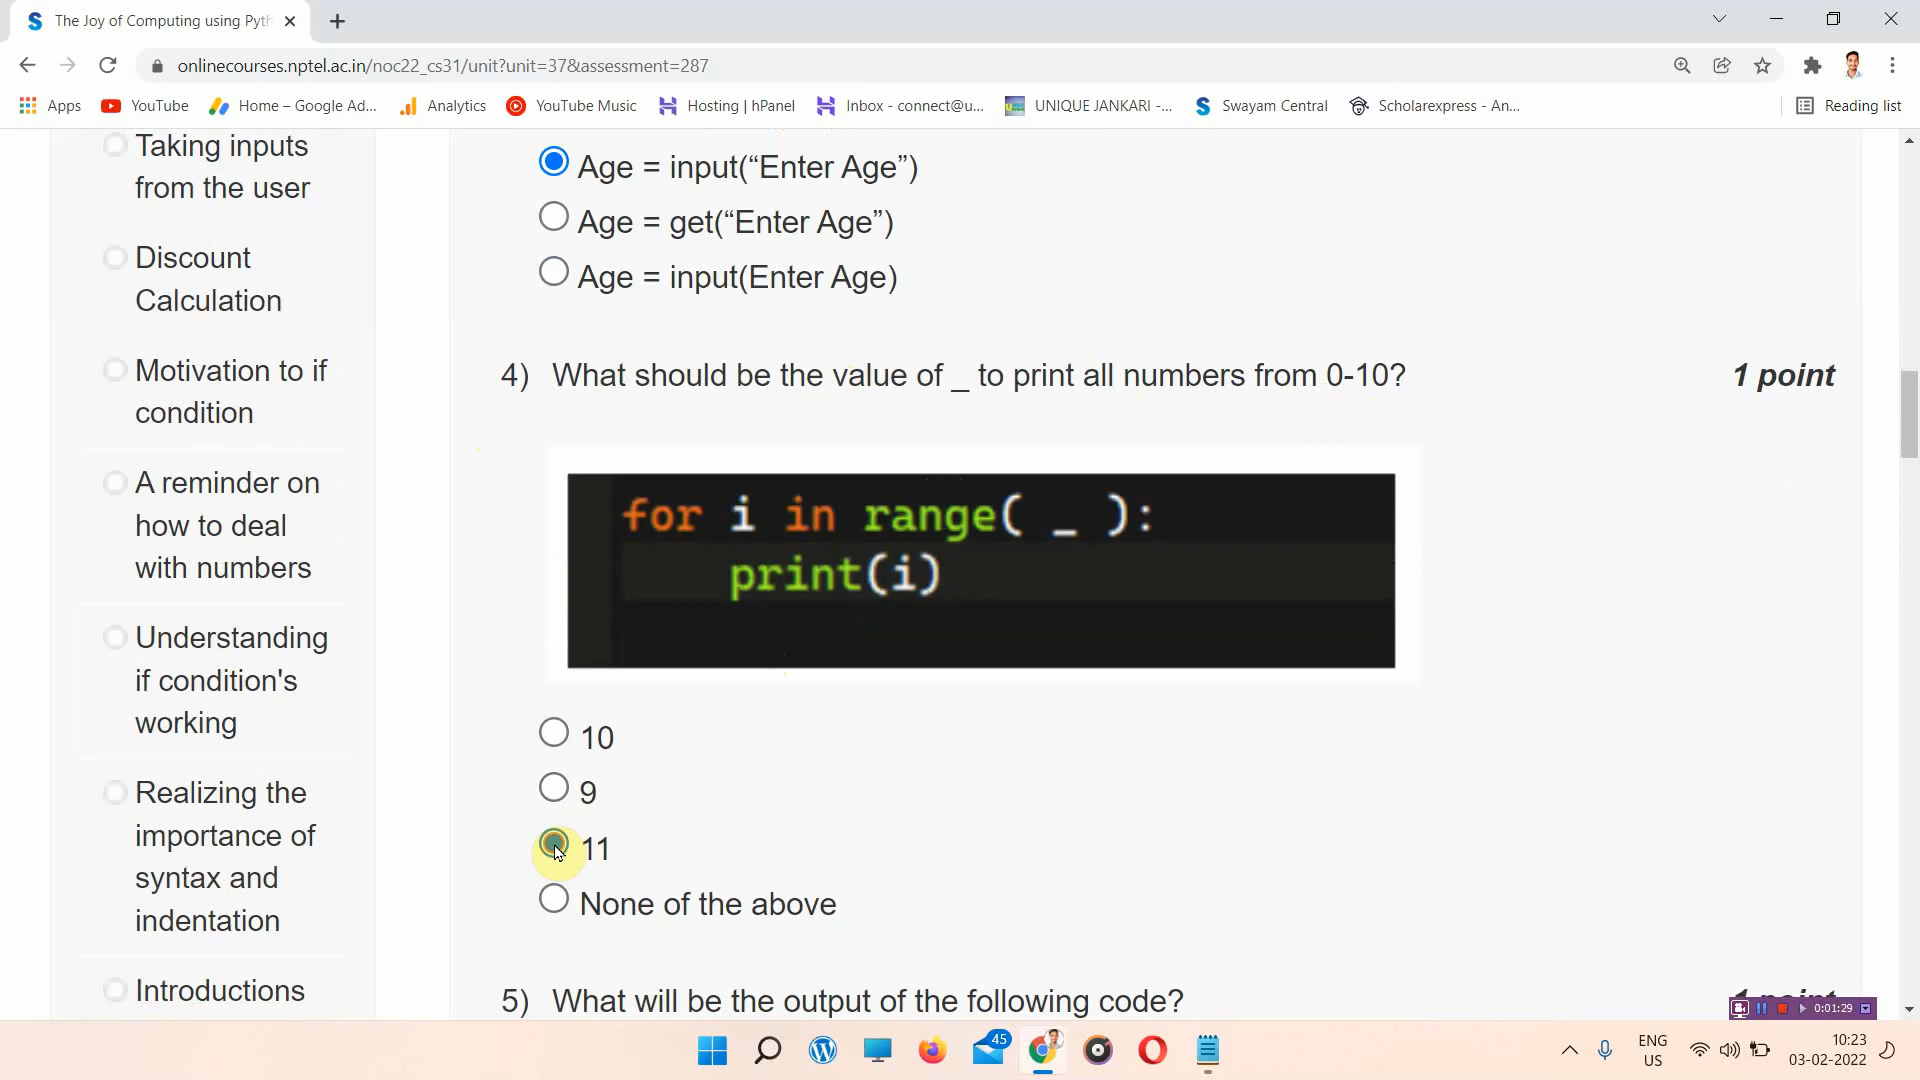 The Joy of Computing using Pyth
onlinecourses.nptel.ac.in/noc22_cs31/unit?unit=37&assessment=287
Apps YouTube Home – Google Ad... Analytics YouTube Music Hosting | hPanel Inbox - connect@u... UNIQUE JANKARI -... Swayam Central Scholarexpress - An... Reading list
Taking inputs
from the user
Discount
Calculation
Motivation to if
condition
A reminder on
how to deal
with numbers
Understanding
if condition's
working
Realizing the
importance of
syntax and
indentation
Introductions
Age = input(“Enter Age”)
Age = get(“Enter Age”)
Age = input(Enter Age)
4) What should be the value of _ to print all numbers from 0-10? 1 point
for i in range( _ ):
print(i)
10
9
11
None of the above
5) What will be the output of the following code? 1 point
0:01:29
45
ENG
US
10:23
03-02-2022